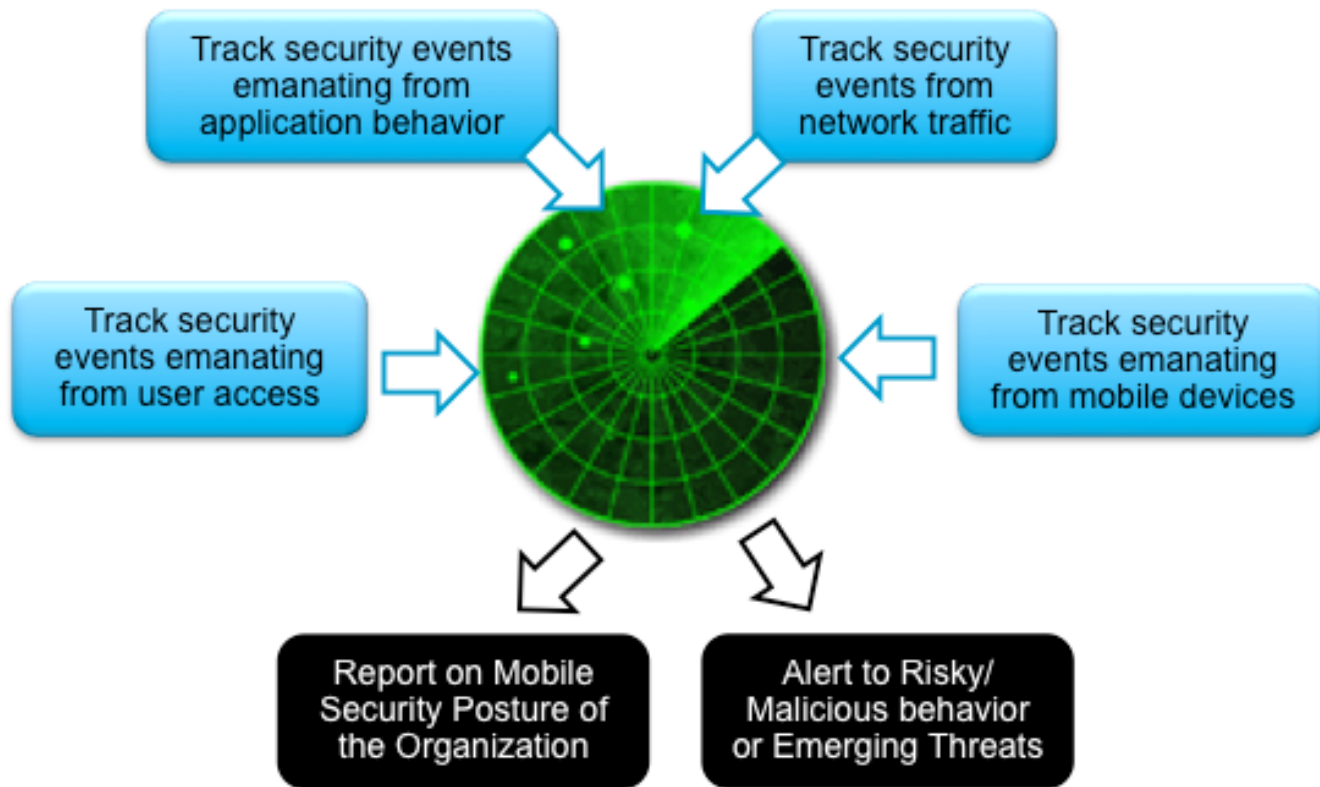 Track security events
emanating from
application behavior
Track security
events from
network traffic
Track security
events emanating
from user access
Track security
events emanating
from mobile devices
Report on Mobile
Security Posture of
the Organization
Alert to Risky/
Malicious behavior
or Emerging Threats